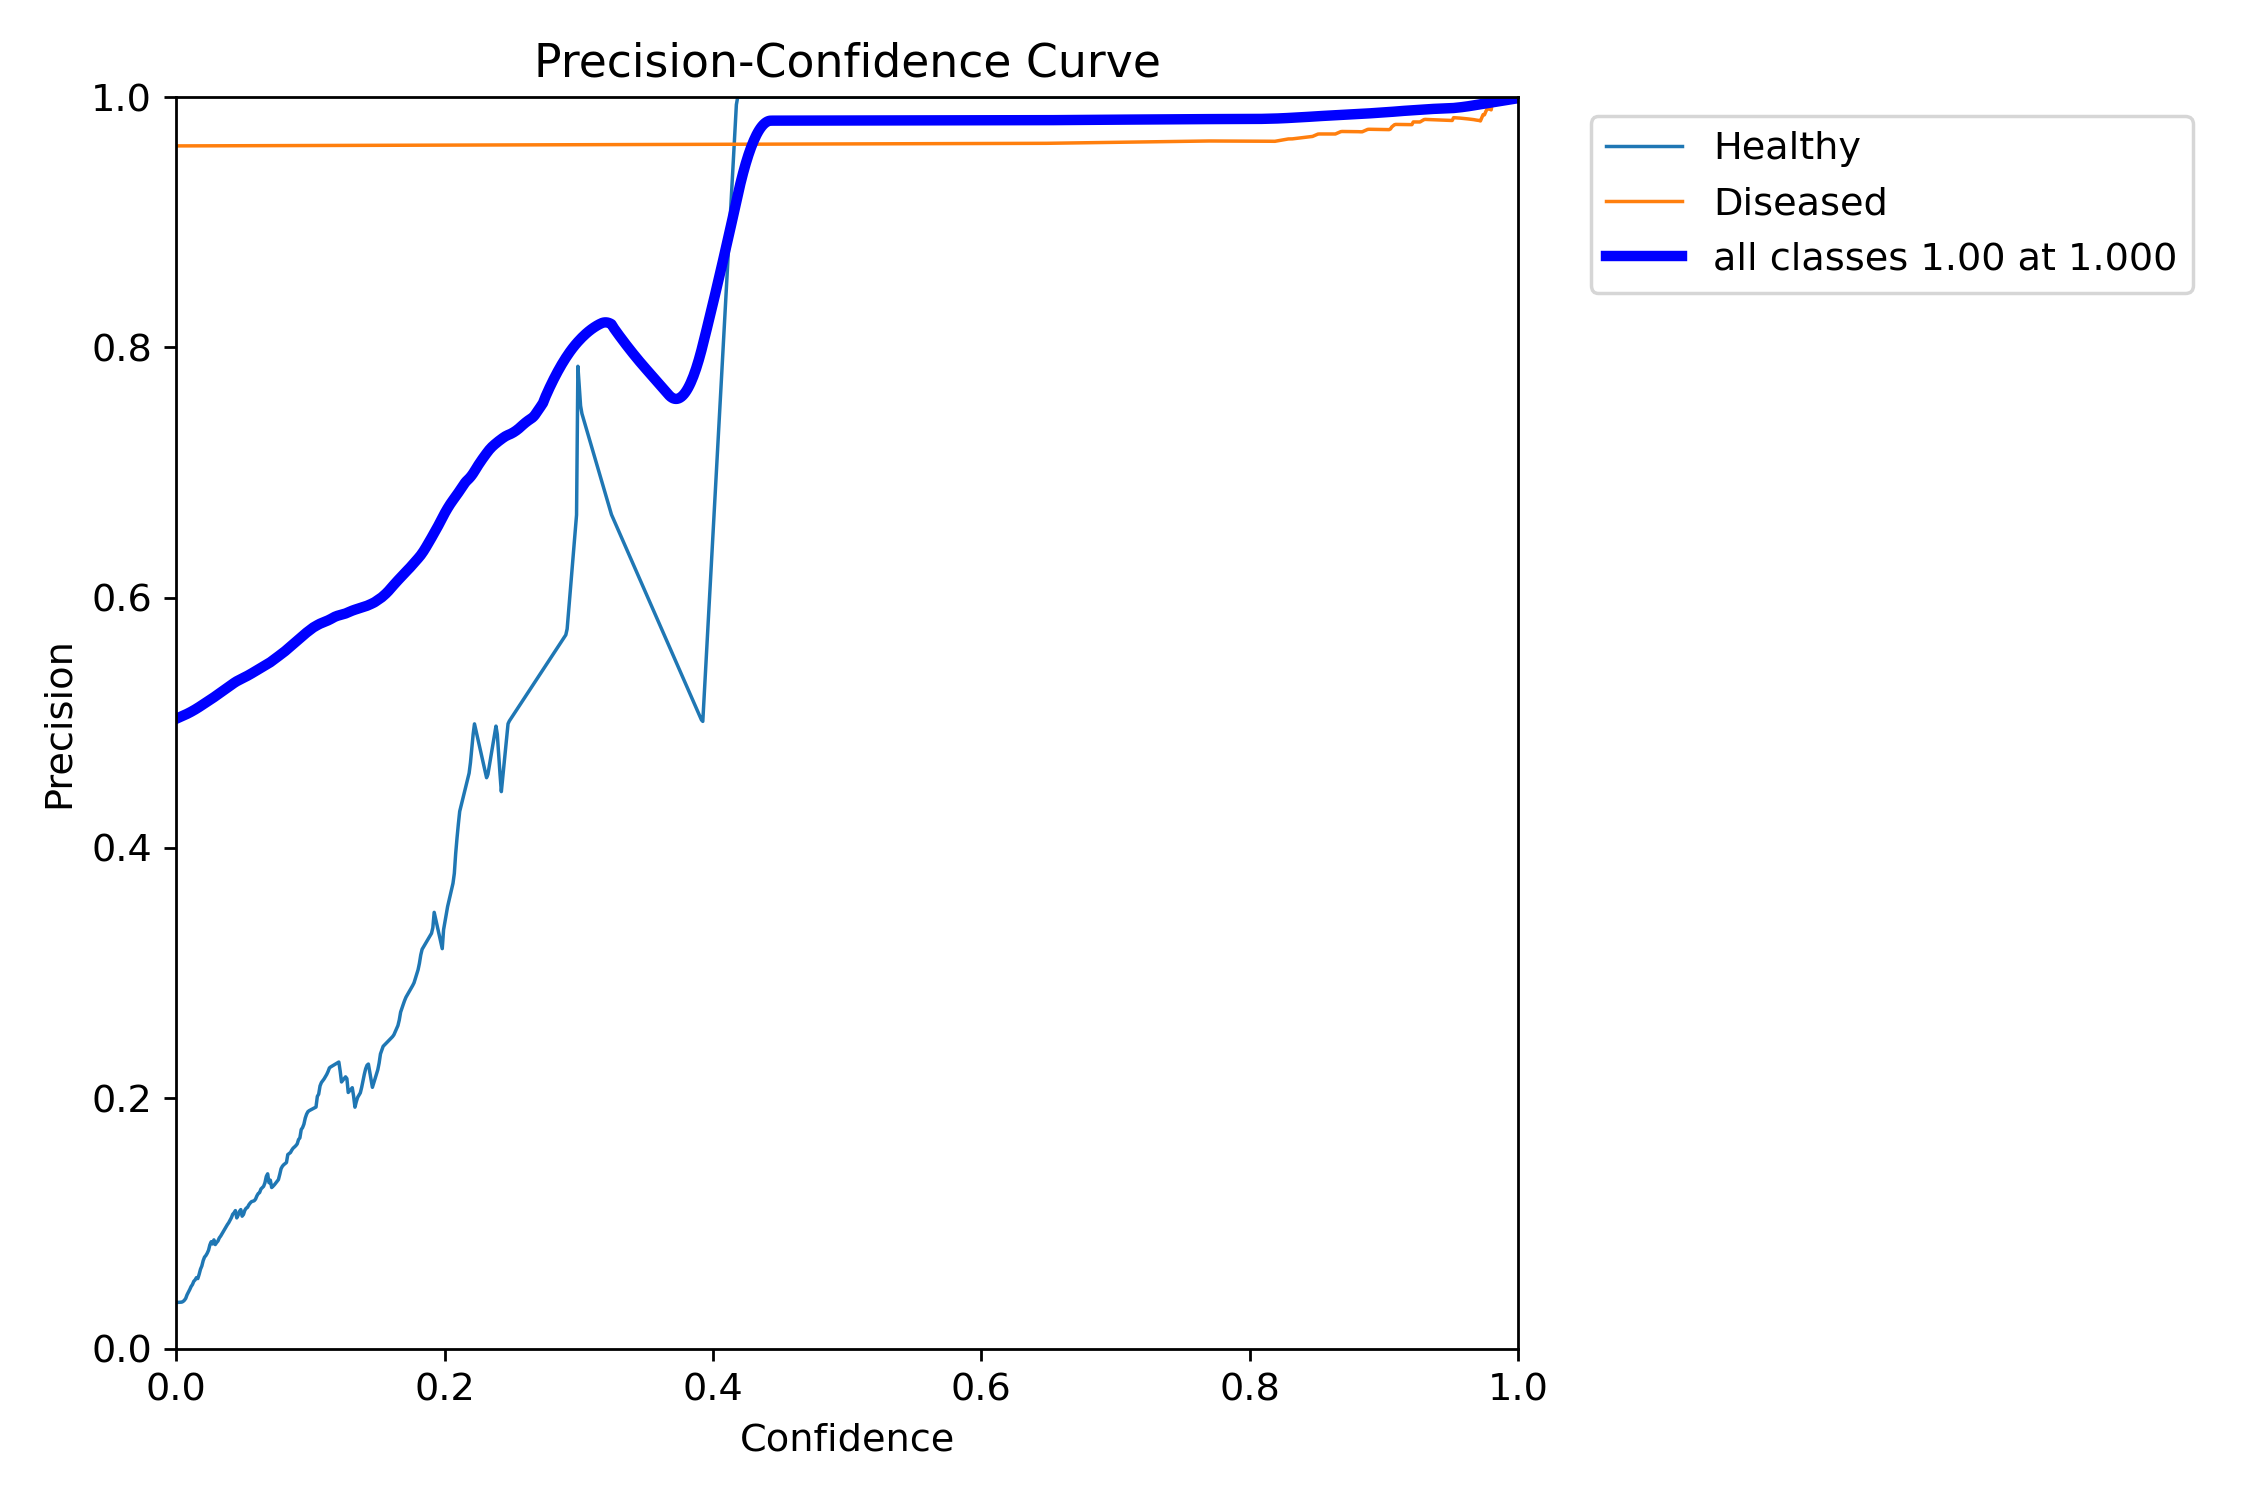 Precision-Confidence Curve
1.0
0.8
0.6
0.4
0.2
0.0
Precision
0.0 0.2 0.4 0.6 0.8 1.0
Confidence
Healthy
Diseased
all classes 1.00 at 1.000